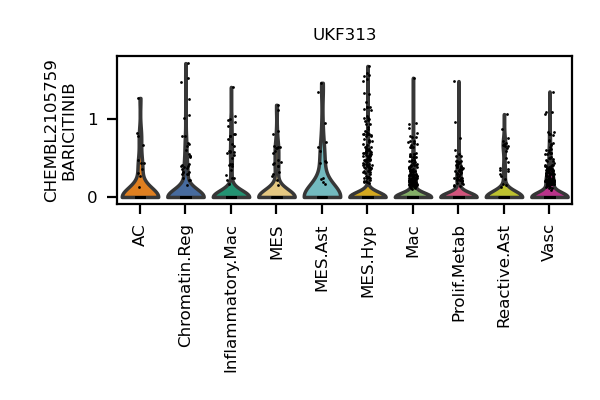 UKF313
CHEMBL2105759
BARICITINIB
1
0
AC
Chromatin.Reg
Inflammatory.Mac
MES
MES.Ast
MES.Hyp
Mac
Prolif.Metab
Reactive.Ast
Vasc